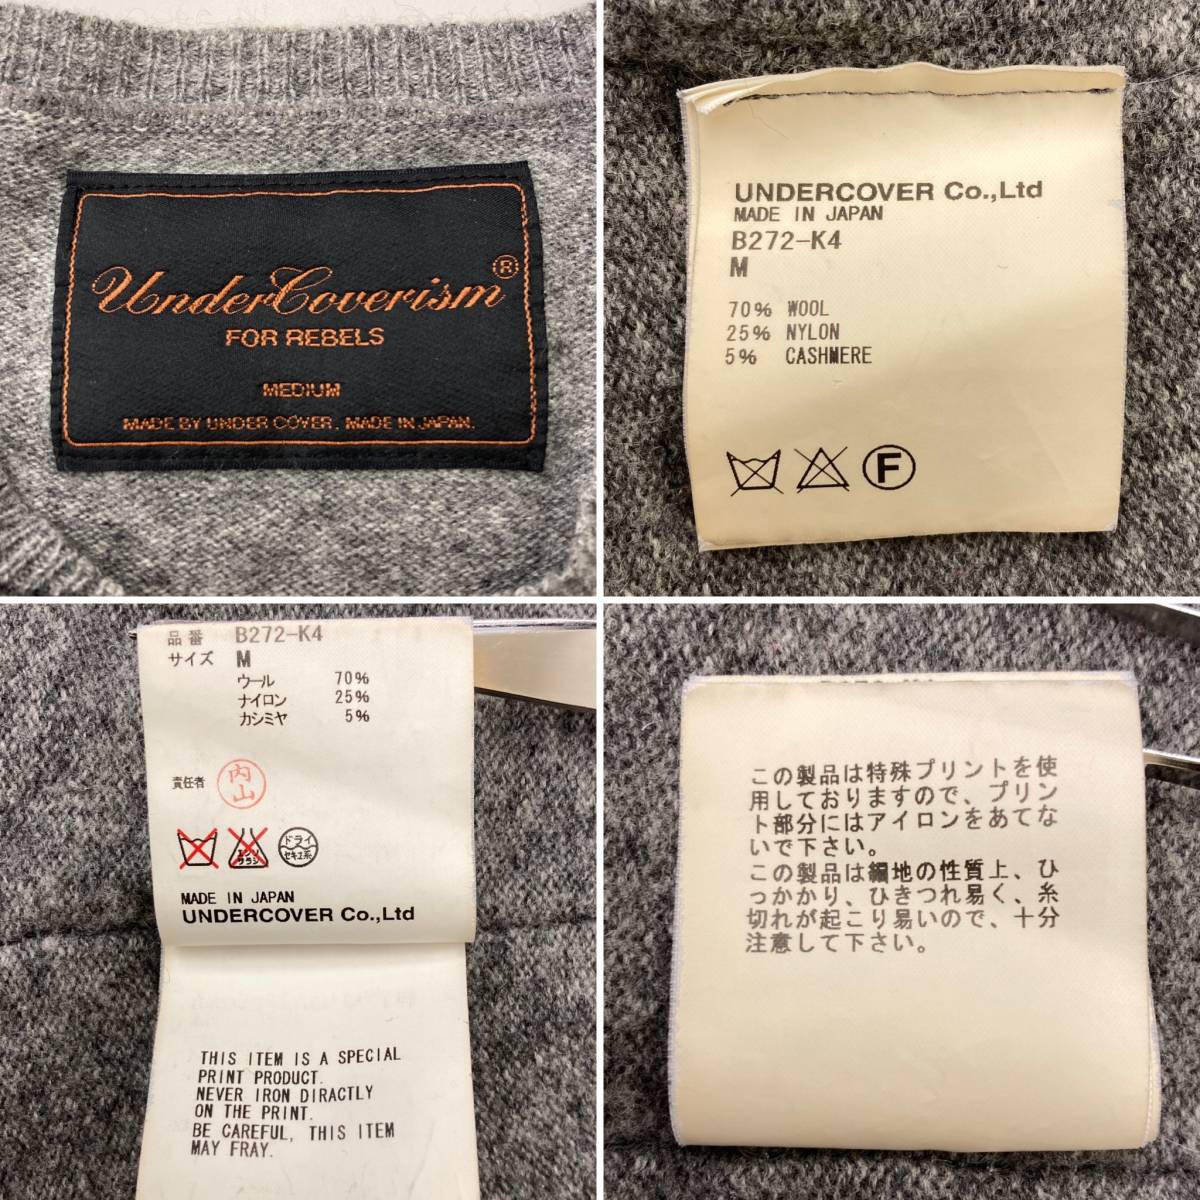 UnderCoverism®
FOR REBELS
MEDIUM
MADE BY UNDER COVER. MADE IN JAPAN.
UNDERCOVER Co.,Ltd
MADE IN JAPAN
B272-K4
M
70% WOOL
25% NYLON
5% CASHMERE
F
品番 B272-K4
サイズ M
ウール 70%
ナイロン 25%
カシミヤ 5%
責任者 内山
エンソ サラシ
ドライ セキユ系
MADE IN JAPAN
UNDERCOVER Co.,Ltd
THIS ITEM IS A SPECIAL
PRINT PRODUCT.
NEVER IRON DIRACTLY
ON THE PRINT.
BE CAREFUL, THIS ITEM
MAY FRAY.
この製品は特殊プリントを使
用しておりますので、プリン
ト部分にはアイロンをあてな
いで下さい。
この製品は編地の性質上、ひ
っかかり、ひきつれ易く、糸
切れが起こり易いので、十分
注意して下さい。